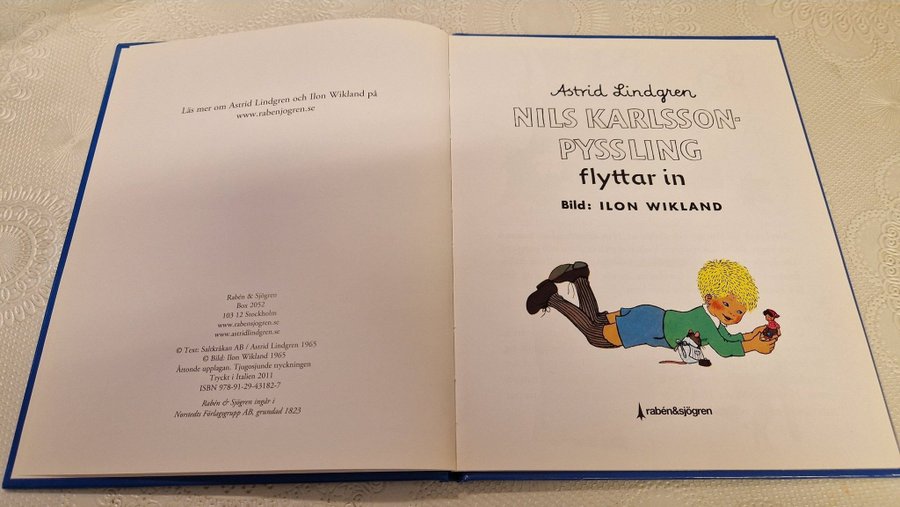 Läs mer om Astrid Lindgren och Ilon Wikland på
www.rabenjogren.se
Rabén & Sjögren
Box 2052
103 12 Stockholm
www.rabensjogren.se
www.astridlindgren.se
© Text: Saltkråkan AB / Astrid Lindgren 1965
© Bild: Ilon Wikland 1965
Åttonde upplagan. Tjugosjunde tryckningen
Tryckt i Italien 2011
ISBN 978-91-29-43182-7
Rabén & Sjögren ingår i
Norstedts Förlagsgrupp AB, grundad 1823
Astrid Lindgren
NILS KARLSSON-
PYSSLING
flyttar in
Bild: ILON WIKLAND
rabén&sjögren